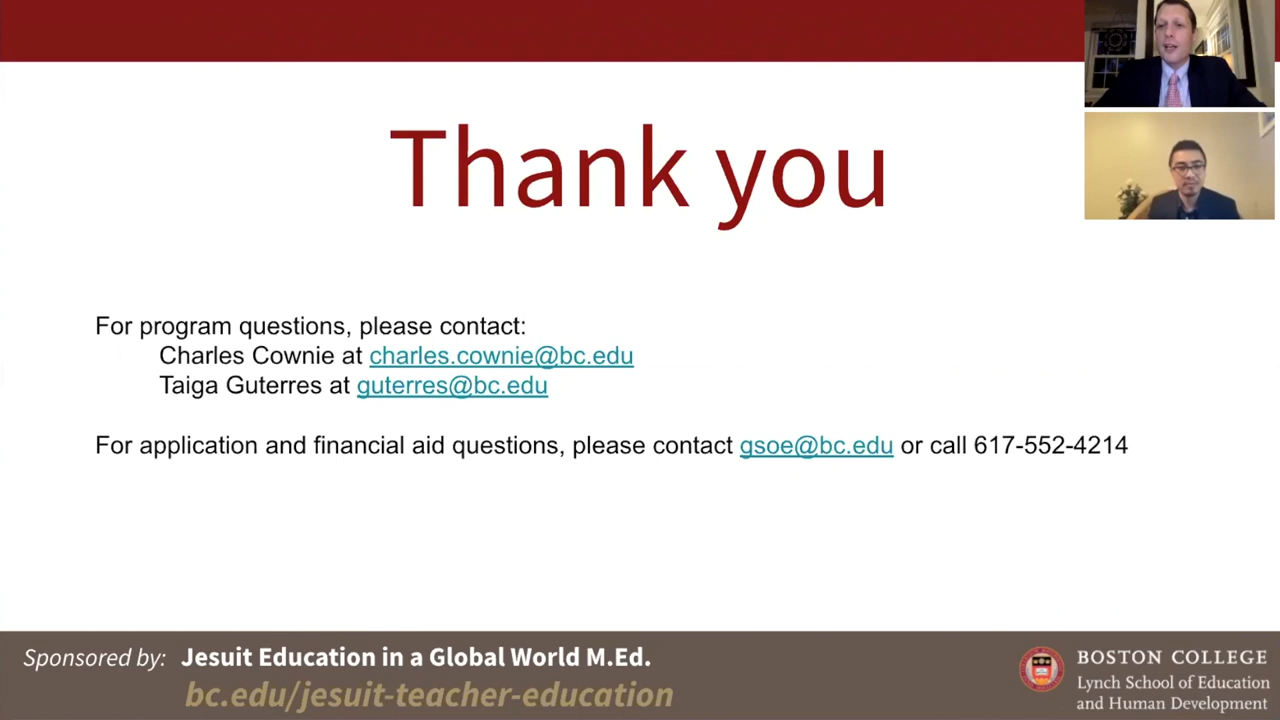 Thank you
For program questions, please contact:
Charles Cownie at charles.cownie@bc.edu
Taiga Guterres at guterres@bc.edu
For application and financial aid questions, please contact gsoe@bc.edu or call 617-552-4214
Sponsored by: Jesuit Education in a Global World M.Ed.
bc.edu/jesuit-teacher-education
BOSTON COLLEGE
Lynch School of Education
and Human Development